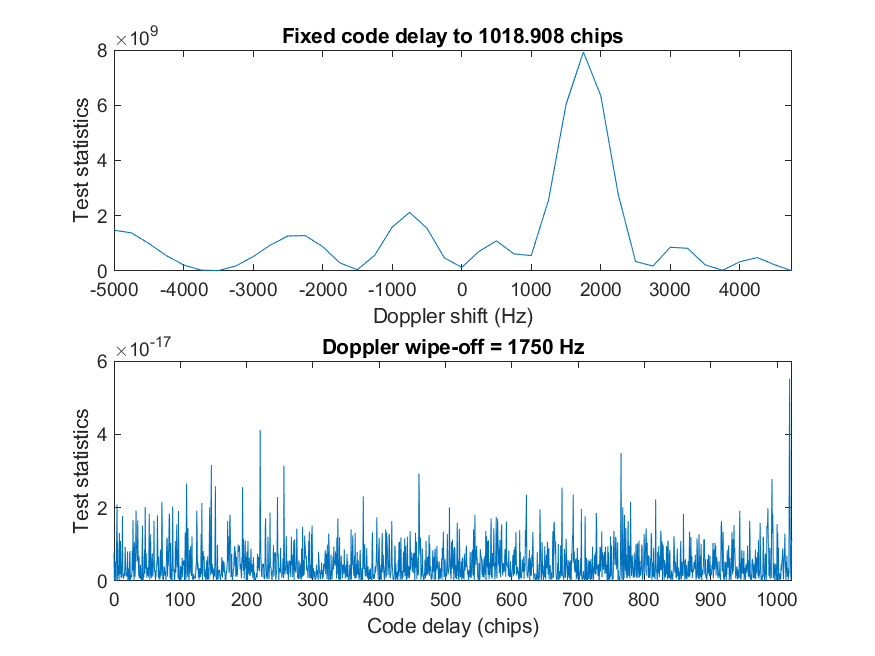 ×10^9
Fixed code delay to 1018.908 chips
8
6
4
2
0
Test statistics
-5000 -4000 -3000 -2000 -1000 0 1000 2000 3000 4000
Doppler shift (Hz)
×10^-17
Doppler wipe-off = 1750 Hz
6
4
2
0
Test statistics
0 100 200 300 400 500 600 700 800 900 1000
Code delay (chips)